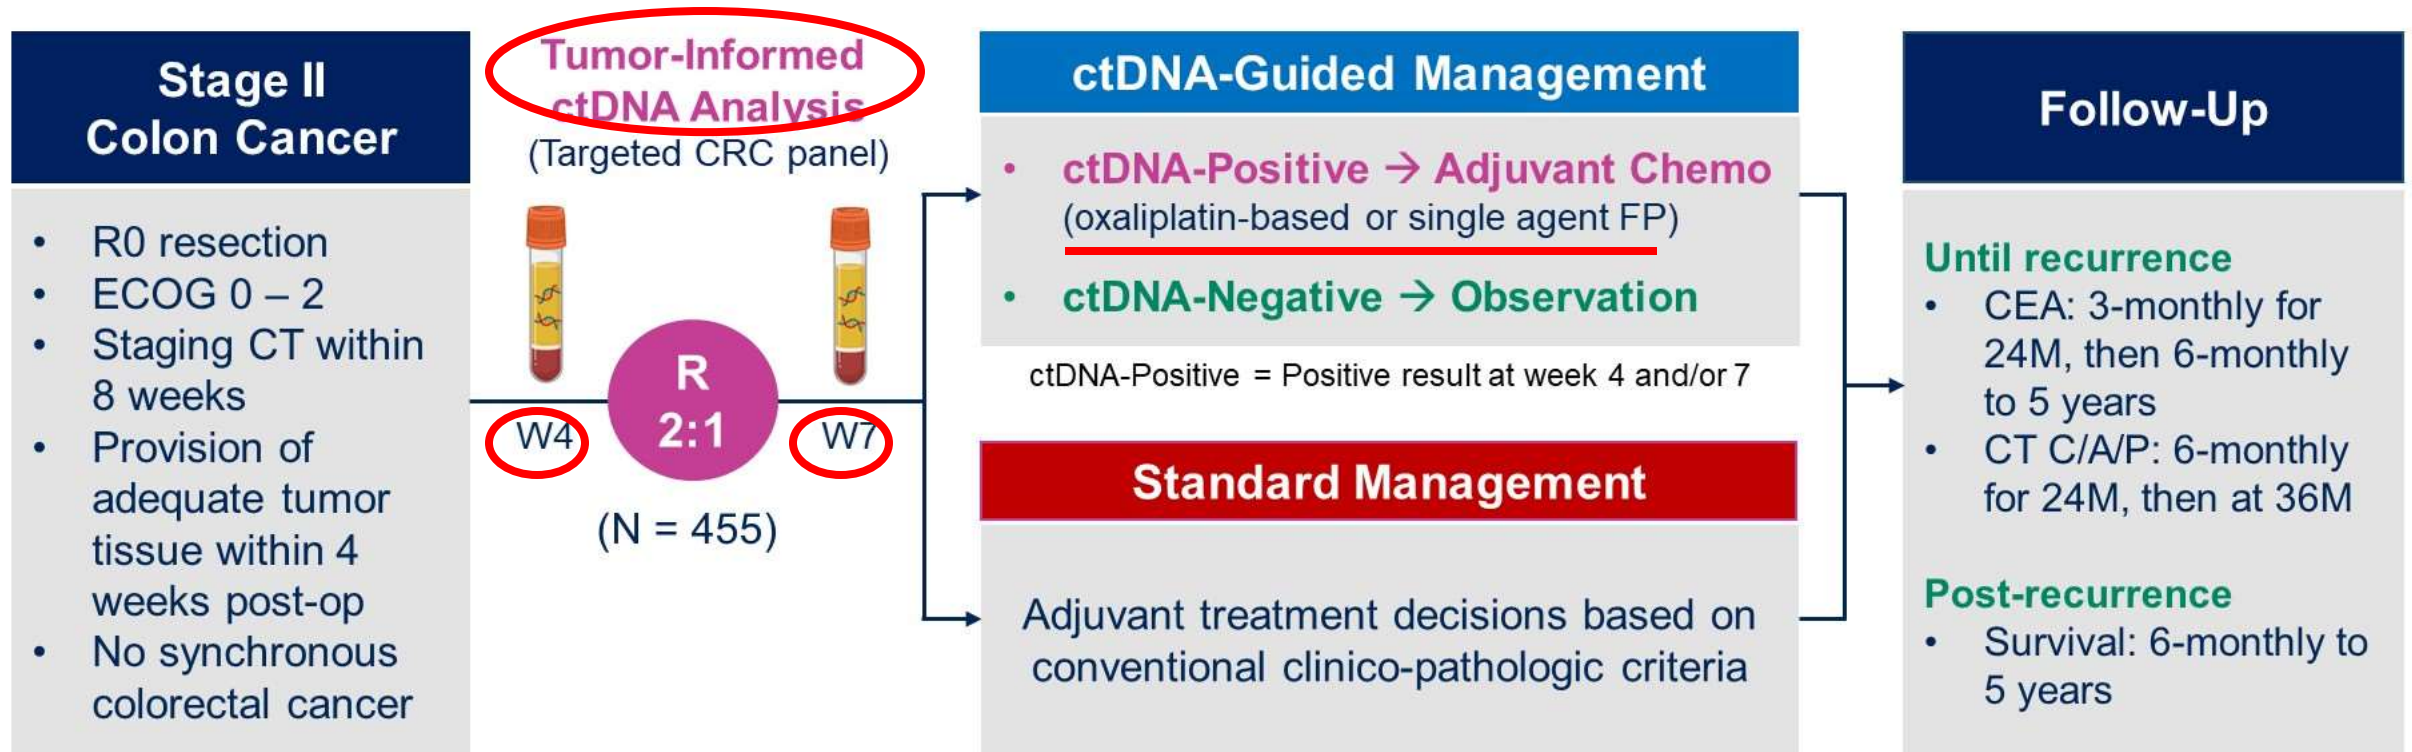 Stage II
Colon Cancer
• R0 resection
• ECOG 0 – 2
• Staging CT within
8 weeks
• Provision of
adequate tumor
tissue within 4
weeks post-op
• No synchronous
colorectal cancer
Tumor-Informed
ctDNA Analysis
(Targeted CRC panel)
W4
R
2:1
W7
(N = 455)
ctDNA-Guided Management
• ctDNA-Positive → Adjuvant Chemo
(oxaliplatin-based or single agent FP)
• ctDNA-Negative → Observation
ctDNA-Positive = Positive result at week 4 and/or 7
Standard Management
Adjuvant treatment decisions based on
conventional clinico-pathologic criteria
Follow-Up
Until recurrence
• CEA: 3-monthly for
24M, then 6-monthly
to 5 years
• CT C/A/P: 6-monthly
for 24M, then at 36M
Post-recurrence
• Survival: 6-monthly to
5 years